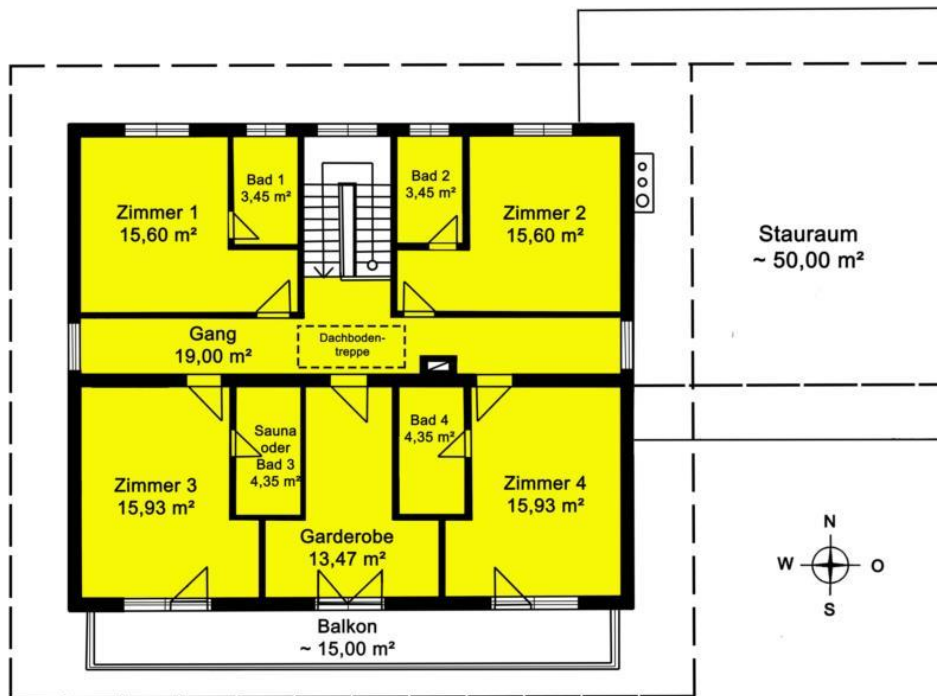 Zimmer 1
15,60 m²
Bad 1
3,45 m²
Bad 2
3,45 m²
Zimmer 2
15,60 m²
Stauraum
~ 50,00 m²
Gang
19,00 m²
Dachboden-
treppe
Zimmer 3
15,93 m²
Sauna
oder
Bad 3
4,35 m²
Garderobe
13,47 m²
Bad 4
4,35 m²
Zimmer 4
15,93 m²
Balkon
~ 15,00 m²
N
W O
S